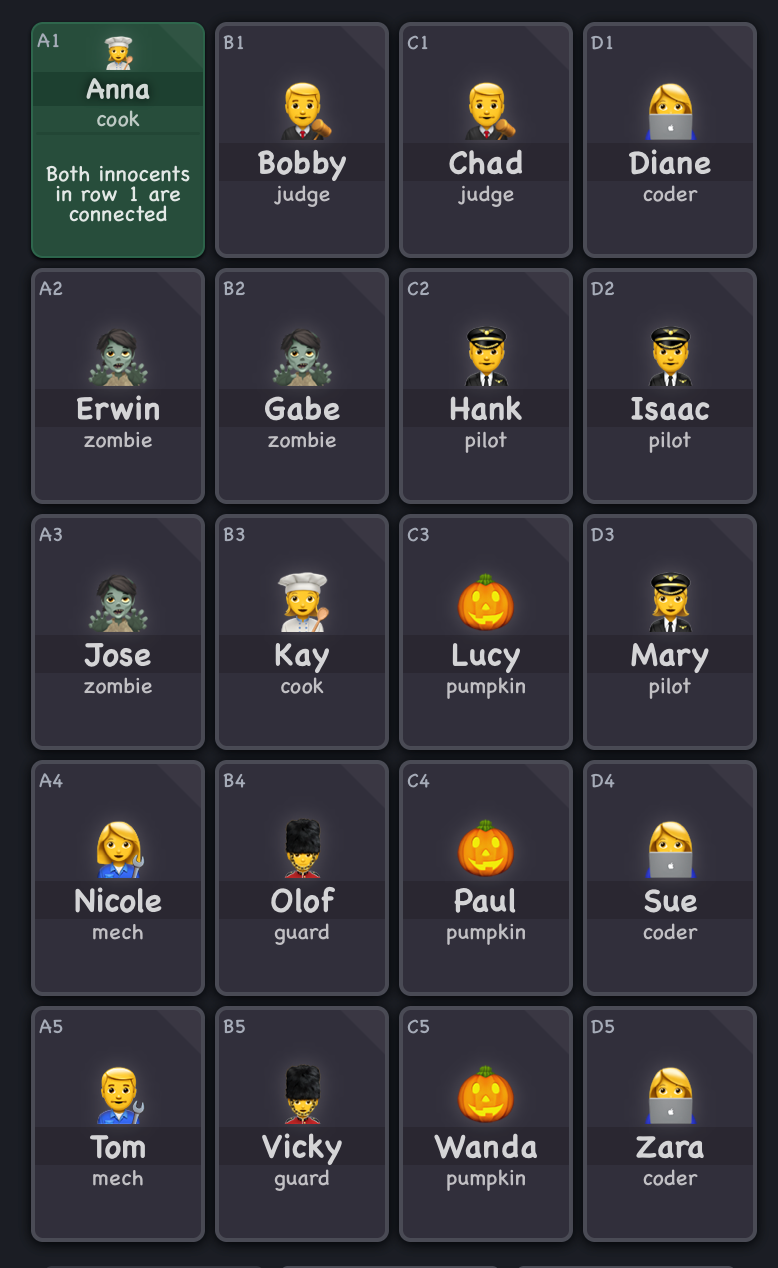 A1
Anna
cook
Both innocents
in row 1 are
connected
B1
Bobby
judge
C1
Chad
judge
D1
Diane
coder
A2
Erwin
zombie
B2
Gabe
zombie
C2
Hank
pilot
D2
Isaac
pilot
A3
Jose
zombie
B3
Kay
cook
C3
Lucy
pumpkin
D3
Mary
pilot
A4
Nicole
mech
B4
Olof
guard
C4
Paul
pumpkin
D4
Sue
coder
A5
Tom
mech
B5
Vicky
guard
C5
Wanda
pumpkin
D5
Zara
coder